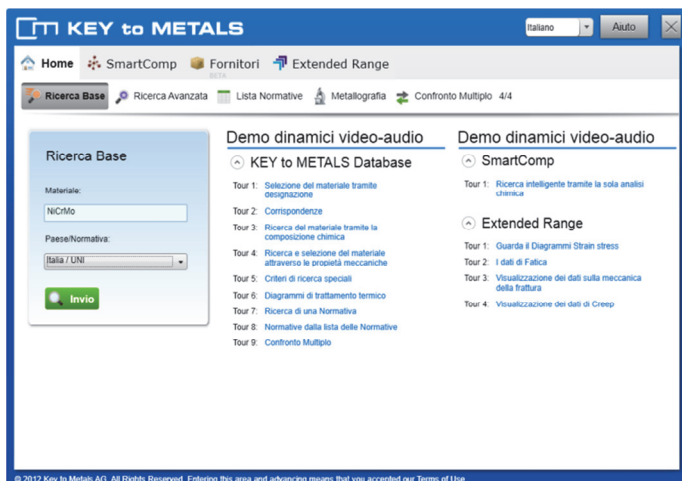 KEY to METALS
Italiano
Aiuto
Home
SmartComp
Fornitori
BETA
Extended Range
Ricerca Base
Ricerca Avanzata
Lista Normative
Metallografia
Confronto Multiplo 4/4
Ricerca Base
Materiale:
NiCrMo
Paese/Normativa:
Italia / UNI
Invio
Demo dinamici video-audio
KEY to METALS Database
Tour 1: Selezione del materiale tramite
designazione
Tour 2: Corrispondenze
Tour 3: Ricerca del materiale tramite la
composizione chimica
Tour 4: Ricerca e selezione del materiale
attraverso le propietà meccaniche
Tour 5: Criteri di ricerca speciali
Tour 6: Diagrammi di trattamento termico
Tour 7: Ricerca di una Normativa
Tour 8: Normative dalla lista delle Normative
Tour 9: Confronto Multiplo
Demo dinamici video-audio
SmartComp
Tour 1: Ricerca intelligente tramite la sola analisi
chimica
Extended Range
Tour 1: Guarda il Diagrammi Strain stress
Tour 2: I dati di Fatica
Tour 3: Visualizzazione dei dati sulla meccanica
della frattura
Tour 4: Visualizzazione dei dati di Creep
© 2012 Key to Metals AG. All Rights Reserved. Entering this area and advancing means that you accepted our Terms of Use